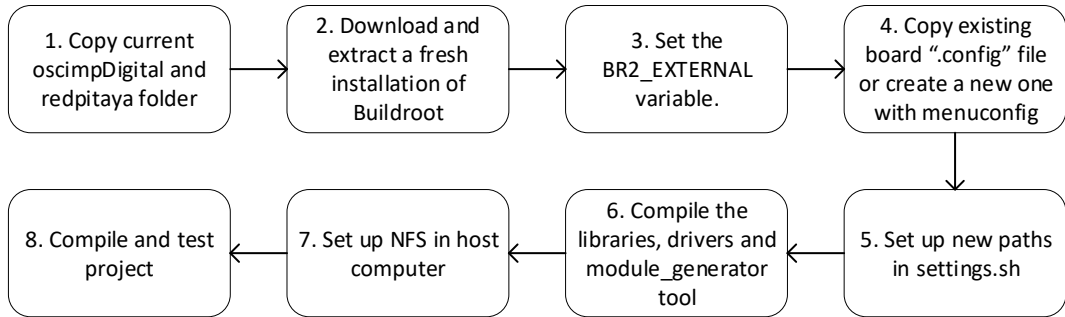 1. Copy current
oscimpDigital and
redpitaya folder
2. Download and
extract a fresh
installation of
Buildroot
3. Set the
BR2_EXTERNAL
variable.
4. Copy existing
board “.config” file
or create a new one
with menuconfig
5. Set up new paths
in settings.sh
6. Compile the
libraries, drivers and
module_generator
tool
7. Set up NFS in host
computer
8. Compile and test
project